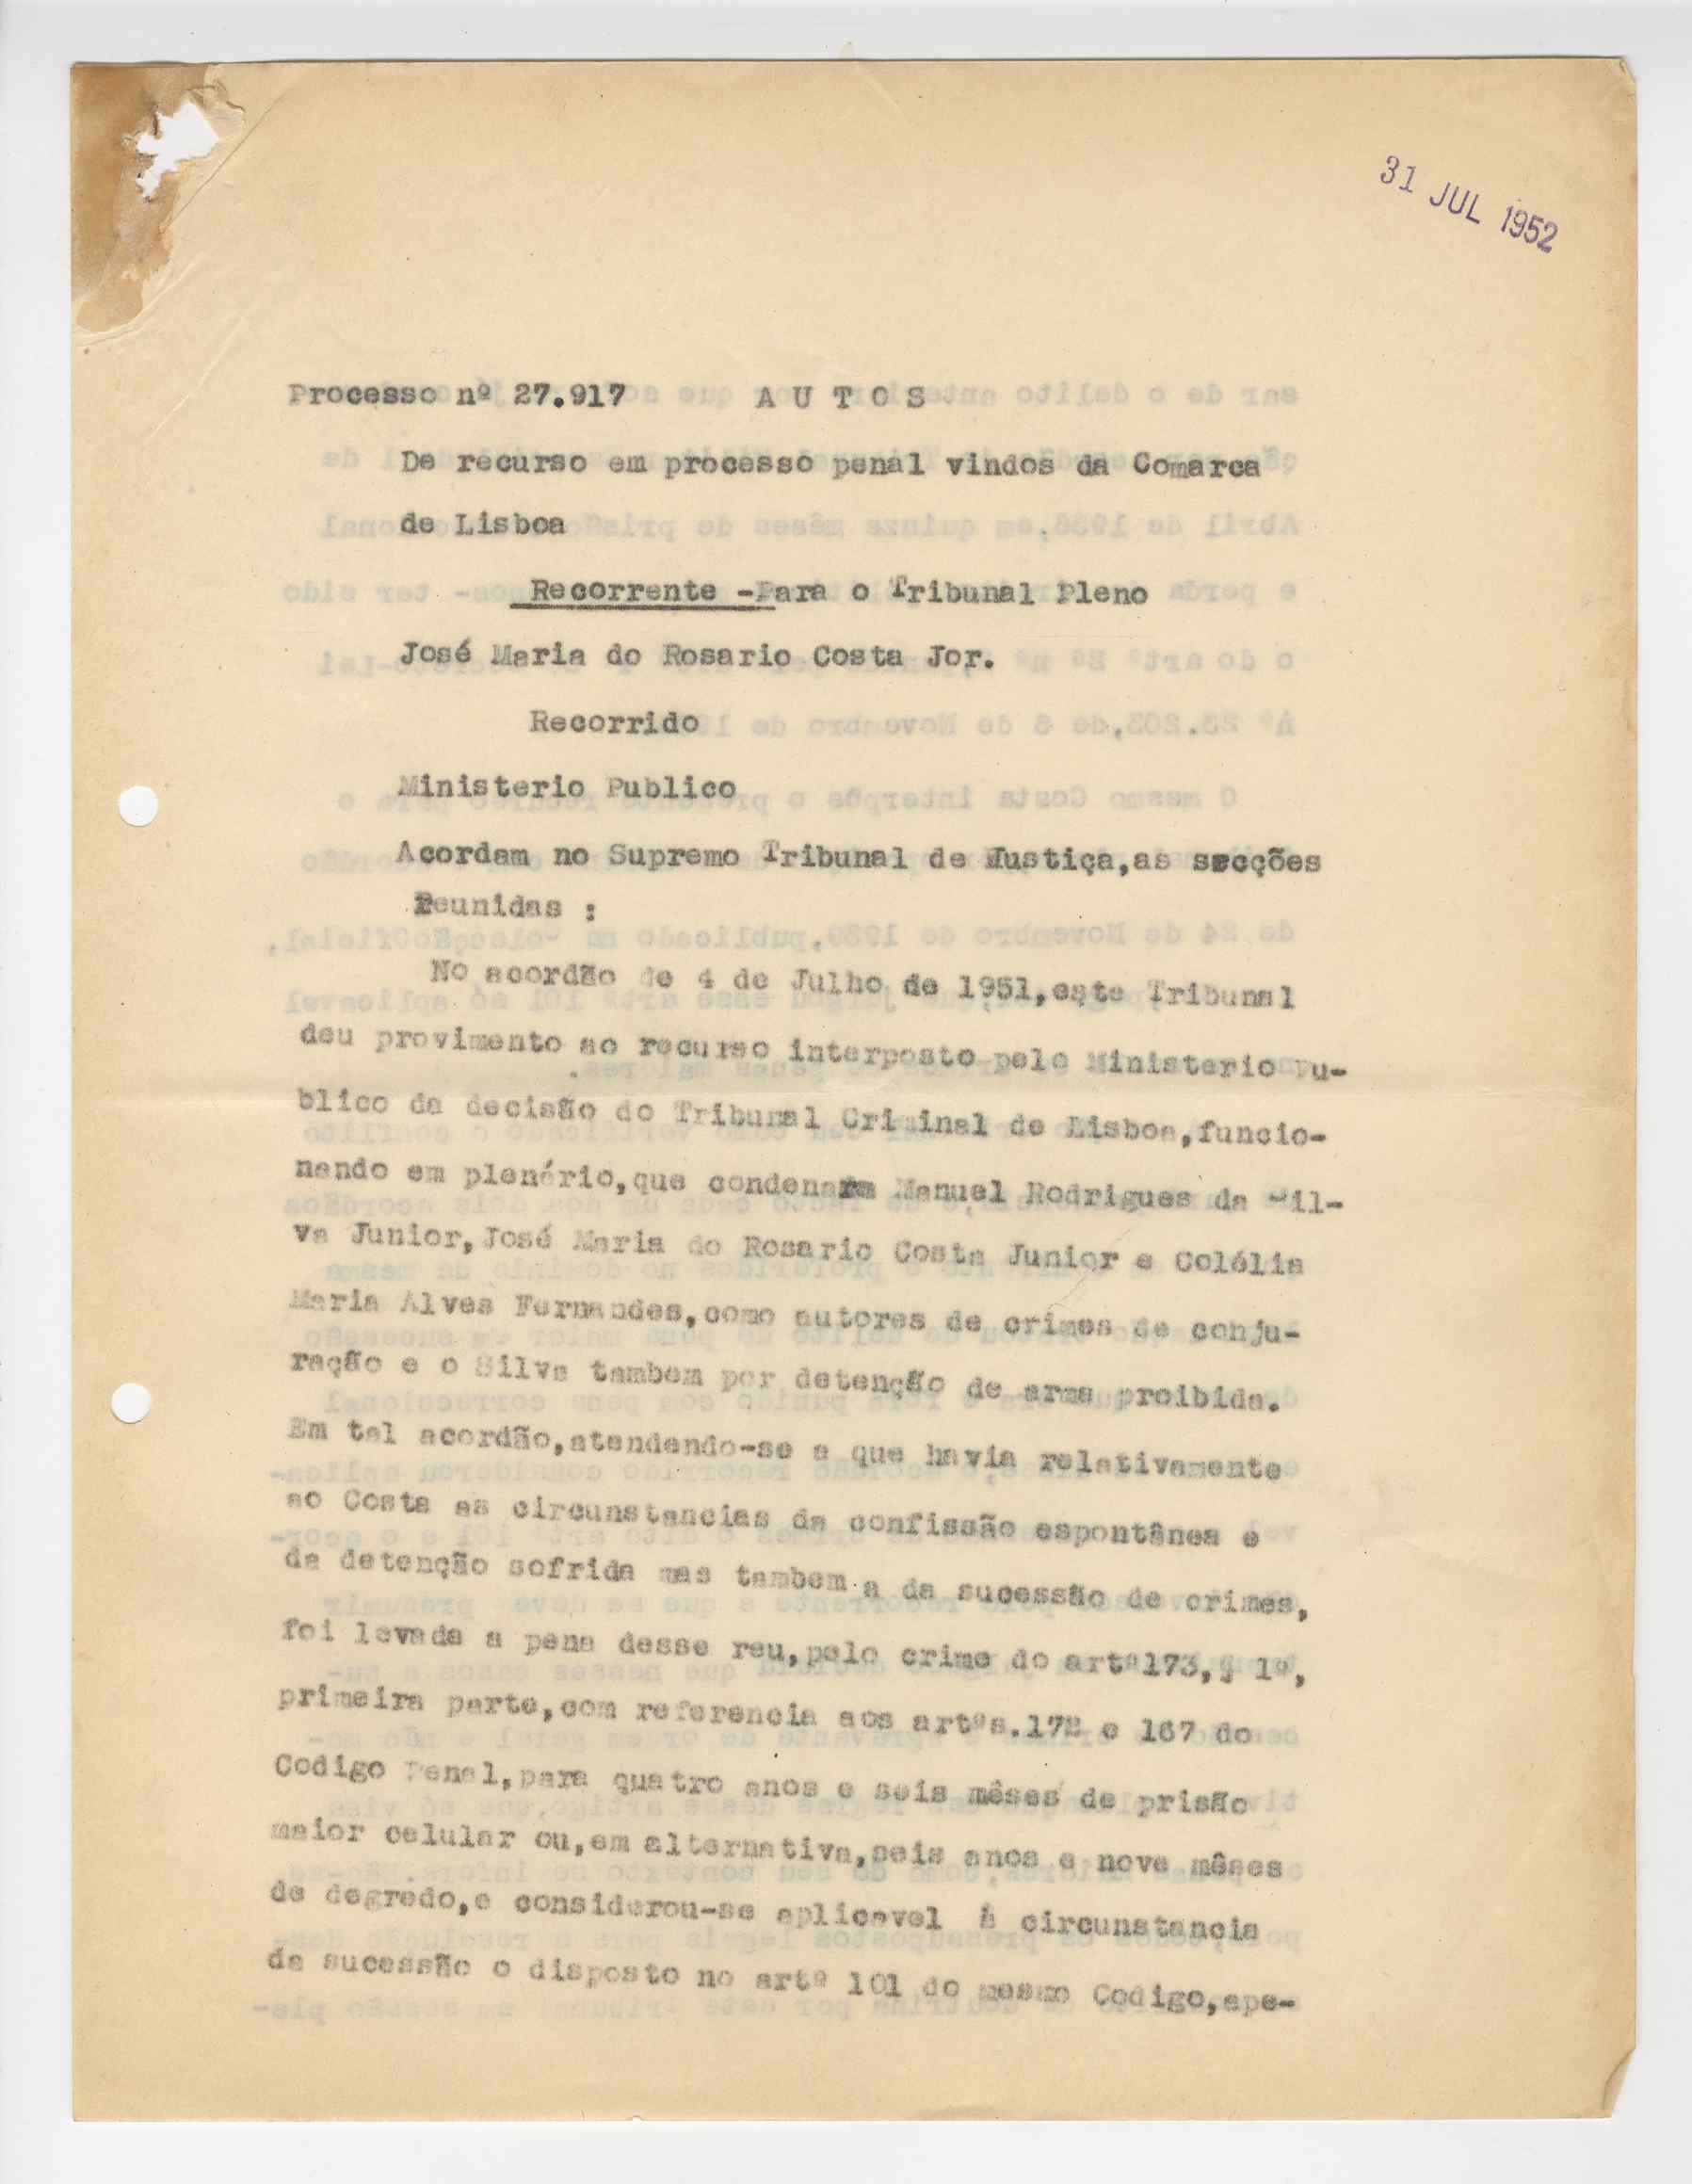 31 JUL 1952
Processo nº 27.917 A U T O S
De recurso em processo penal vindos da Comarca
de Lisboa
Recorrente -Para o Tribunal Pleno
José Maria do Rosario Costa Jor.
Recorrido
Ministerio Publico
Acordam no Supremo Tribunal de Justiça,as secções
Reunidas :
No acordão de 4 de Julho de 1951,este Tribunal
deu provimento ao recurso interposto pelo Ministerio Pu-
blico da decisão do Tribunal Criminal de Lisboa,funcio-
nando em plenário,que condenara Manuel Rodrigues da Sil-
va Junior,José Maria do Rosario Costa Junior e Colélia
Maria Alves Fernandes,como autores de crimes de conju-
ração e o Silva tambem por detenção de arma proibida.
Em tal acordão,atendendo-se a que havia relativamente
ao Costa as circunstancias da confissão espontânea e
da detenção sofrida mas tambem a da sucessão de crimes,
foi levada a pena desse reu,pelo crime do artº173,§ 1º,
primeira parte,com referencia aos artºs.172 e 167 do
Codigo Penal,para quatro anos e seis mêses de prisão
maior celular ou,em alternativa,seis anos e nove mêses
de degredo,e considerou-se aplicavel á circunstancia
da sucessão o disposto no artº 101 do mesmo Codigo,ape-